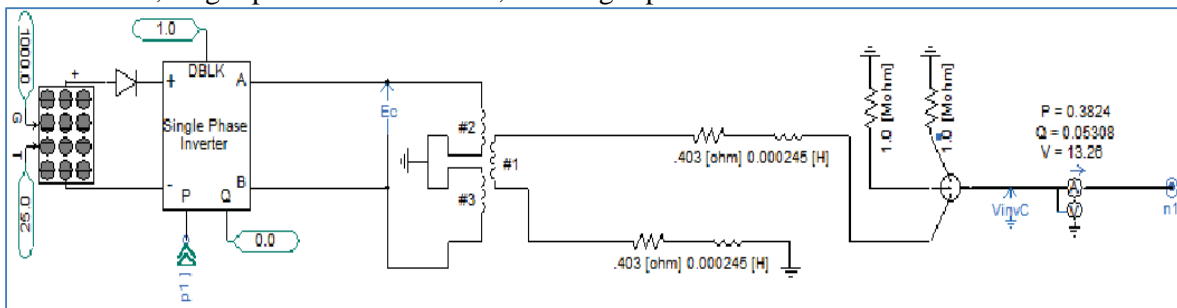 1.0
1000.0
G
T
25.0
+
+
-
DBLK
A
Single Phase
Inverter
B
P
Q
0.0
p1
Ec
#2
#1
#3
.403 [ohm] 0.000245 [H]
.403 [ohm] 0.000245 [H]
1.0 [Mohm]
1.0 [Mohm]
P = 0.3824
Q = 0.05308
V = 13.26
A
V
VinvC
n1